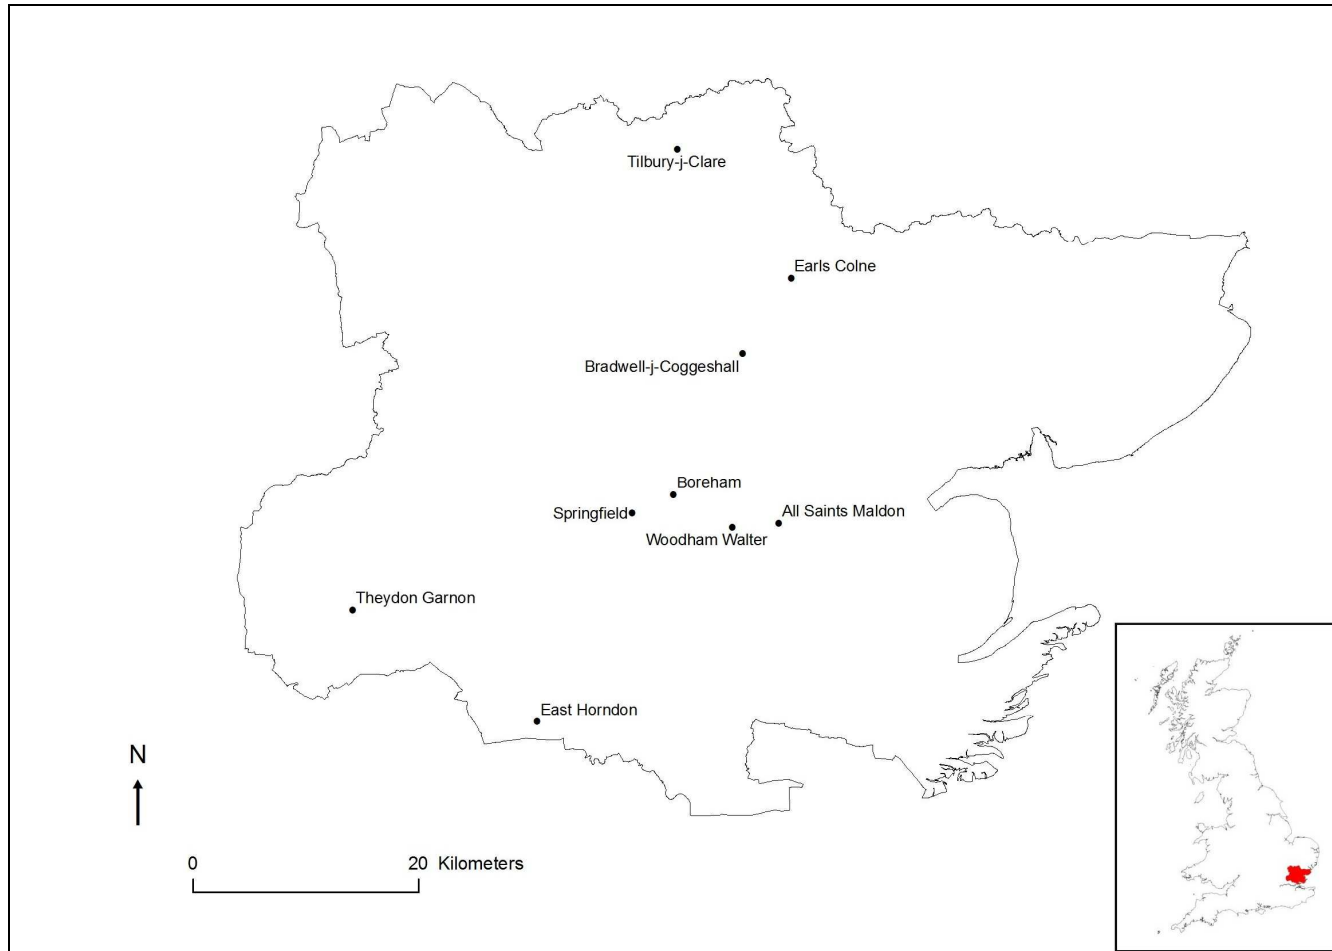 Tilbury-j-Clare
Earls Colne
Bradwell-j-Coggeshall
Boreham
Springfield
All Saints Maldon
Woodham Walter
Theydon Garnon
East Horndon
N
0 20 Kilometers